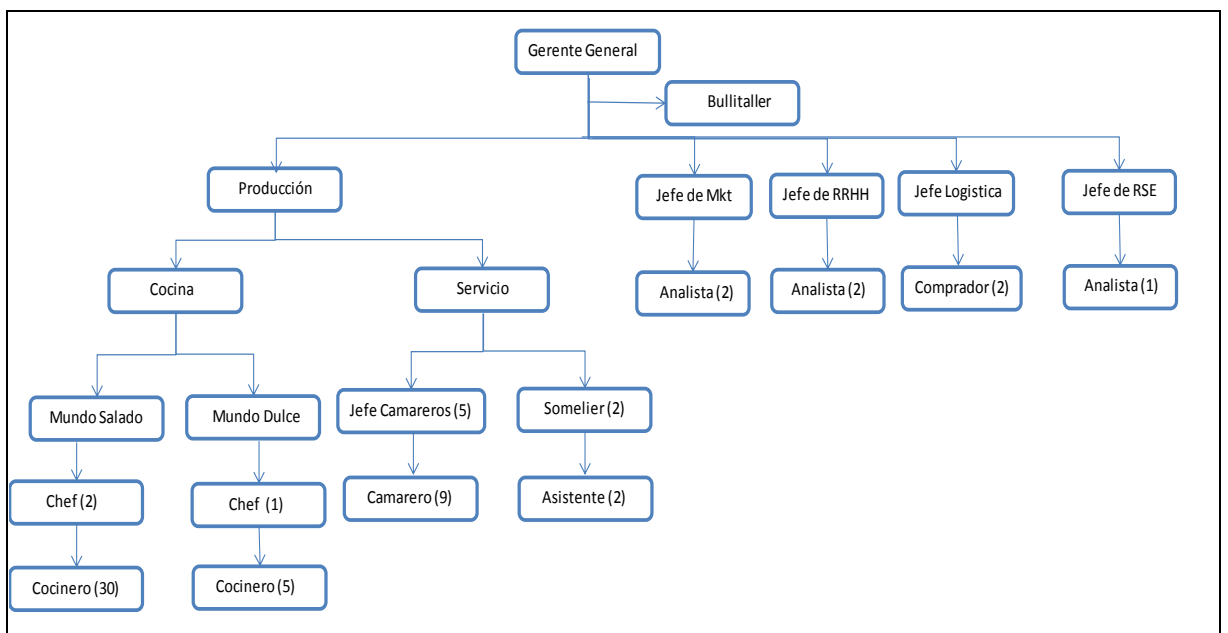 Gerente General
Bullitaller
Producción
Jefe de Mkt
Jefe de RRHH
Jefe Logistica
Jefe de RSE
Cocina
Servicio
Analista (2)
Analista (2)
Comprador (2)
Analista (1)
Mundo Salado
Mundo Dulce
Jefe Camareros (5)
Somelier (2)
Chef (2)
Chef (1)
Camarero (9)
Asistente (2)
Cocinero (30)
Cocinero (5)